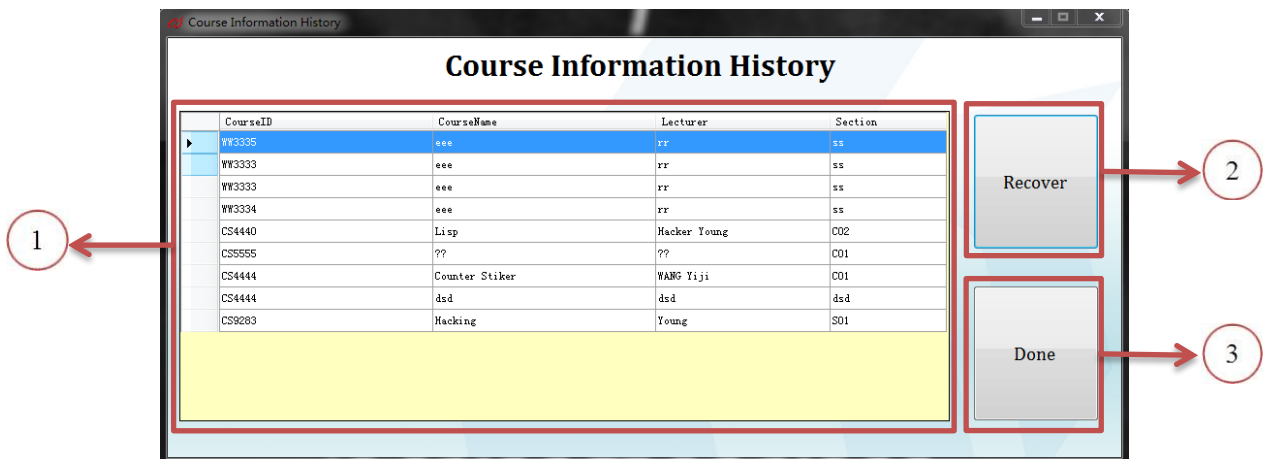 Course Information History
Course Information History
CourseID CourseName Lecturer Section
WW3335 eee rr ss
WW3333 eee rr ss
WW3333 eee rr ss
WW3334 eee rr ss
CS4440 Lisp Hacker Young C02
CS5555 ?? ?? C01
CS4444 Counter Stiker WANG Yiji C01
CS4444 dsd dsd dsd
CS9283 Hacking Young S01
Recover
Done
1
2
3